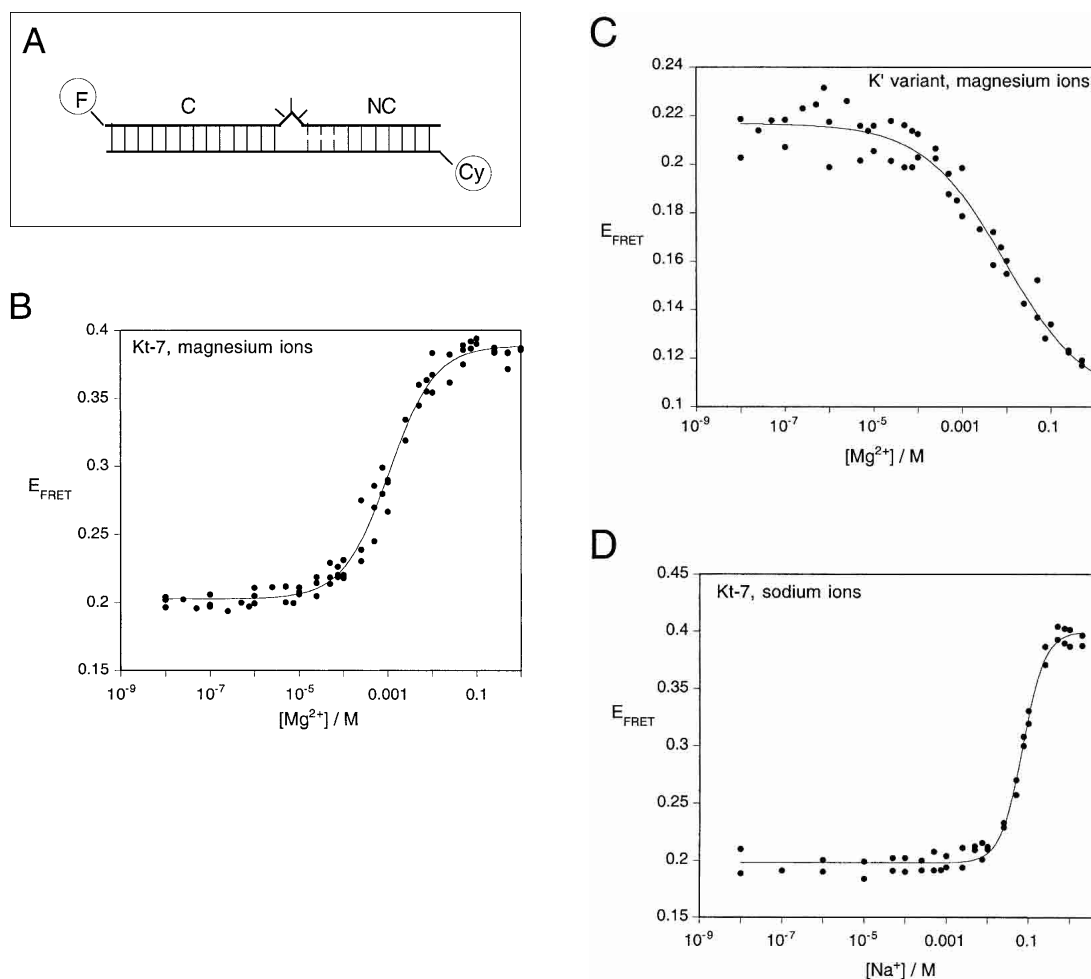 A
F
C
NC
Cy
B
Kt-7, magnesium ions
0.4
0.35
0.3
0.25
0.2
0.15
E_FRET
10⁻⁹
10⁻⁷
10⁻⁵
0.001
0.1
[Mg²⁺] / M
C
K' variant, magnesium ions
0.24
0.22
0.2
0.18
0.16
0.14
0.12
0.1
E_FRET
10⁻⁹
10⁻⁷
10⁻⁵
0.001
0.1
[Mg²⁺] / M
D
Kt-7, sodium ions
0.45
0.4
0.35
0.3
0.25
0.2
0.15
E_FRET
10⁻⁹
10⁻⁷
10⁻⁵
0.001
0.1
[Na⁺] / M